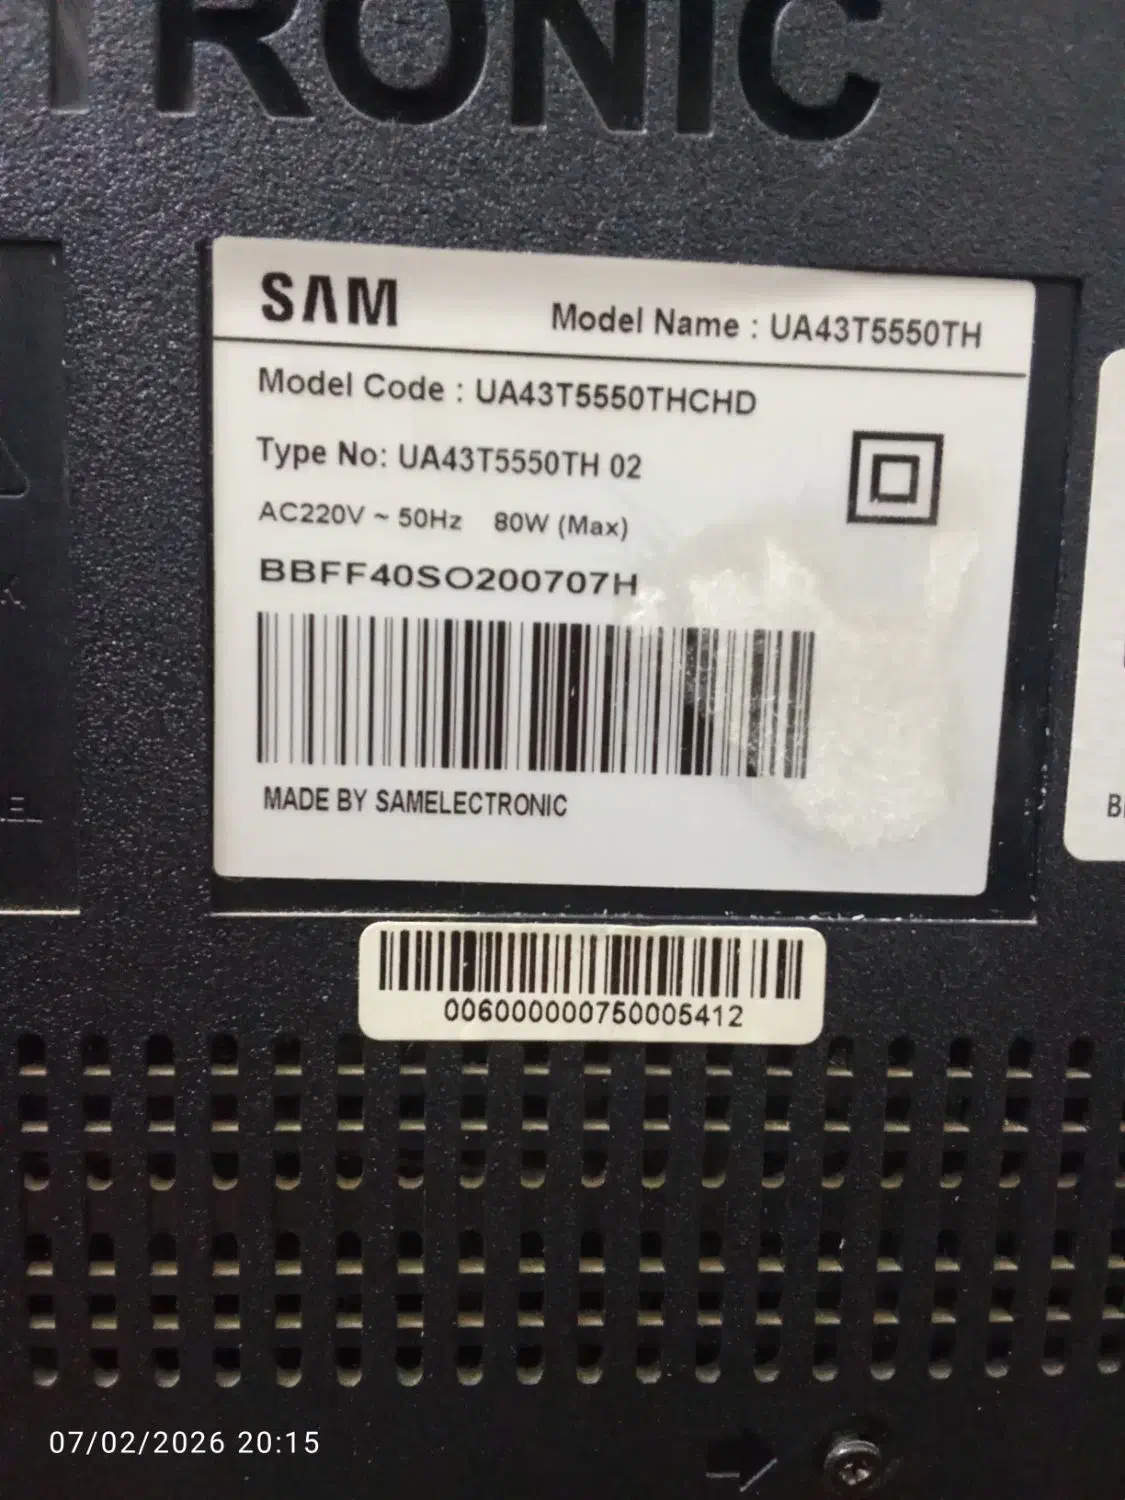 TRONIC
SAM
Model Name : UA43T5550TH
Model Code : UA43T5550THCHD
Type No: UA43T5550TH 02
AC220V ~ 50Hz 80W (Max)
BBFF40SO200707H
MADE BY SAMELECTRONIC
006000000750005412
07/02/2026 20:15